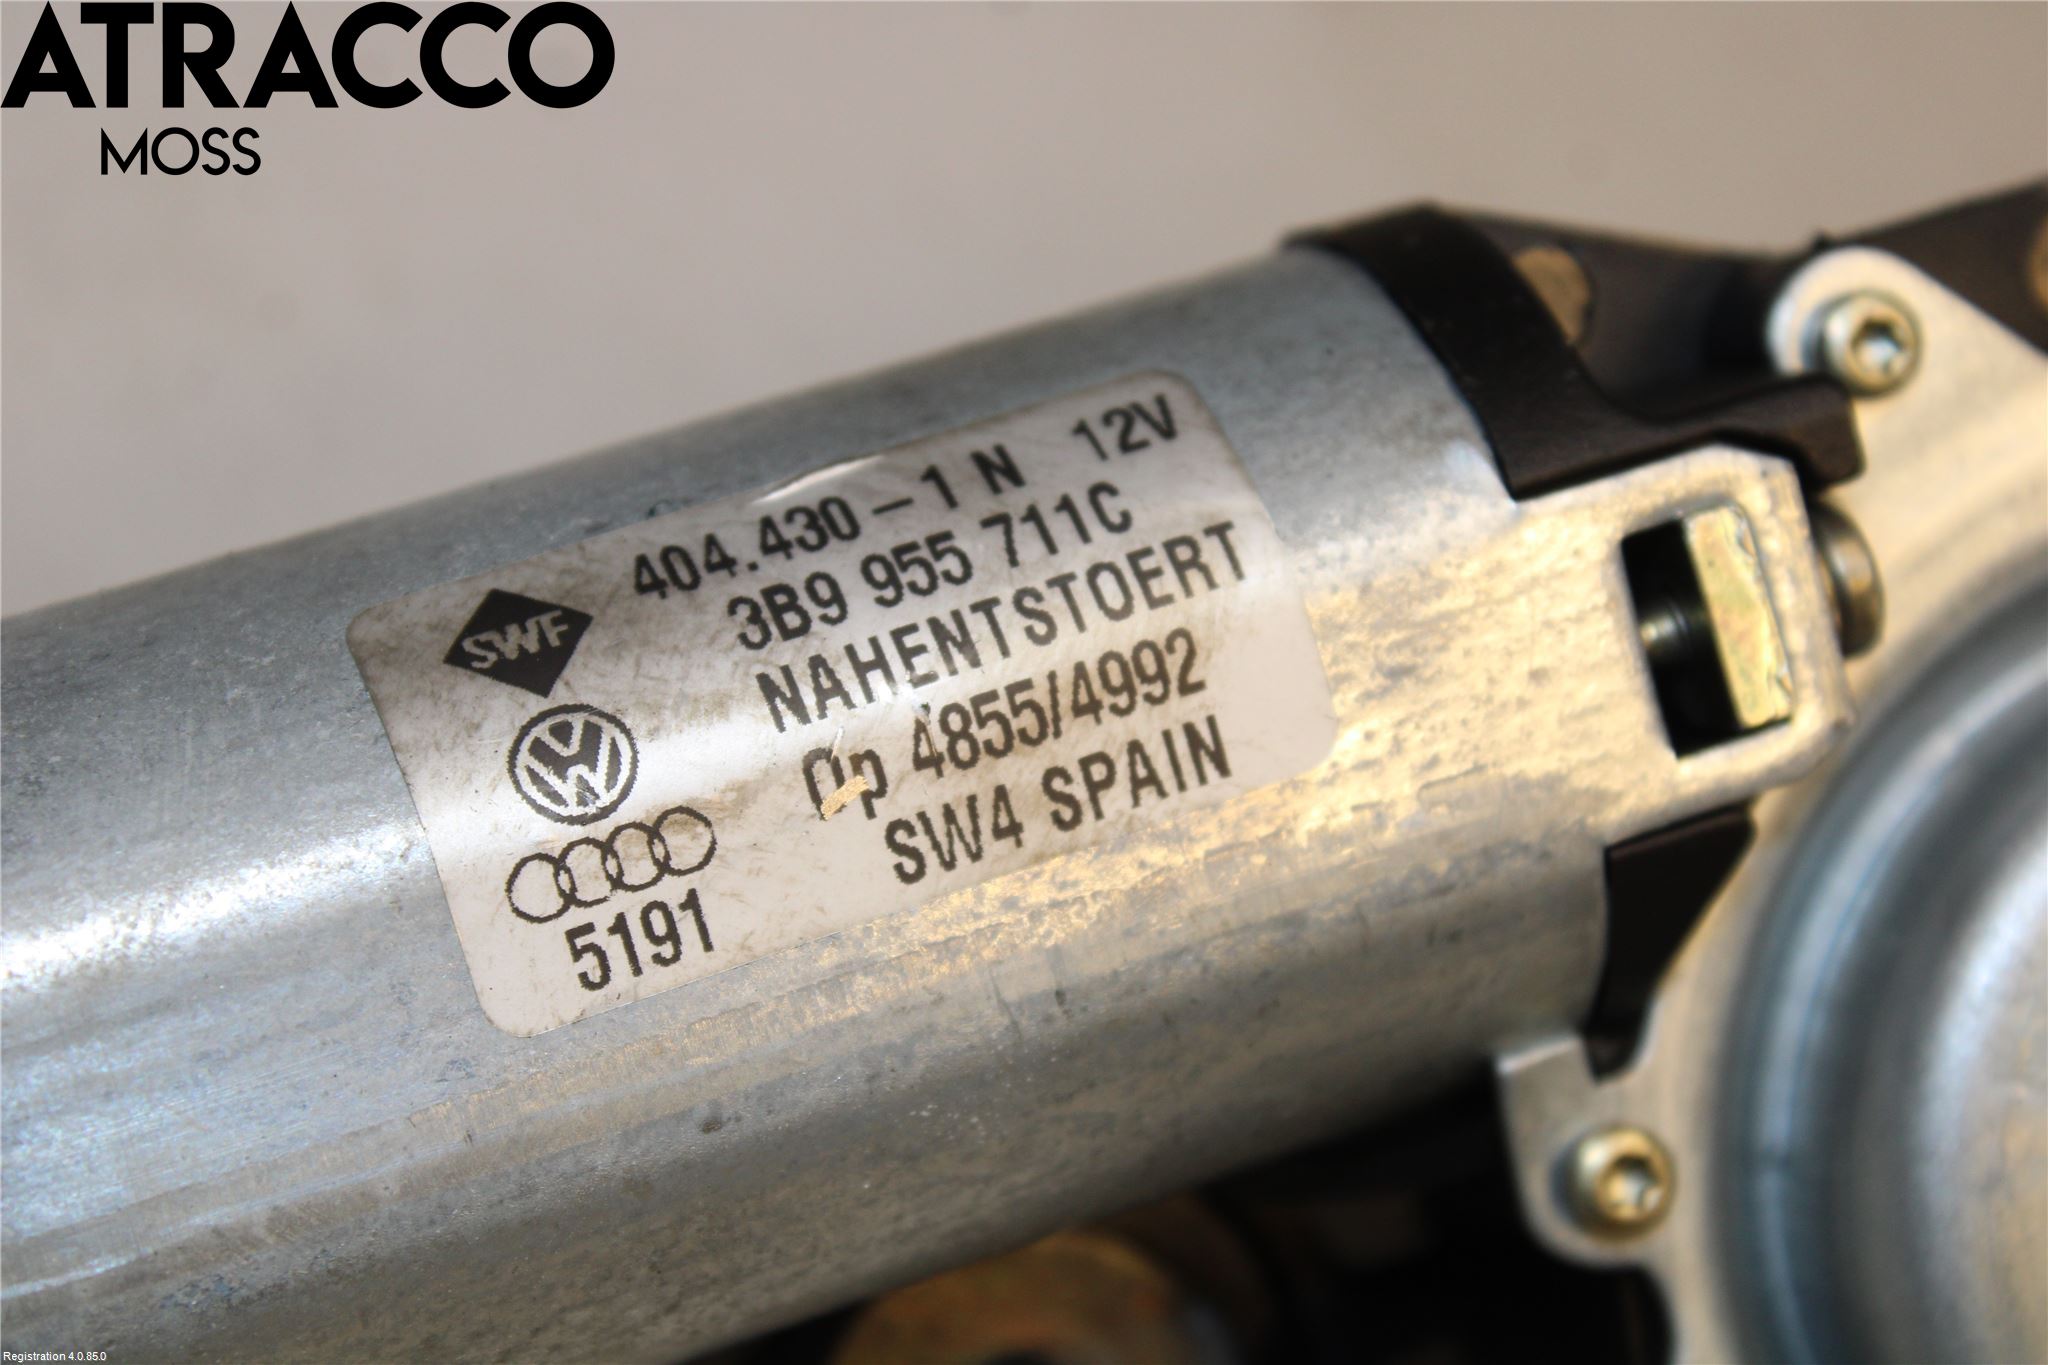 ATRACCO
MOSS
404.430-1 N 12V
3B9 955 711C
NAHENTSTOERT
Qp 4855/4992
SW4 SPAIN
SWF
5191
Registration 4.0.85.0